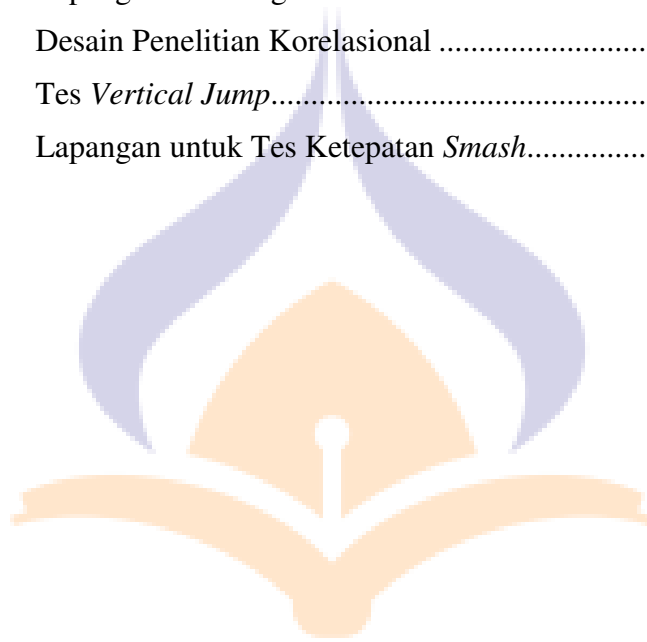 Desain Penelitian Korelasional ..........................
Tes Vertical Jump...............................................
Lapangan untuk Tes Ketepatan Smash...............